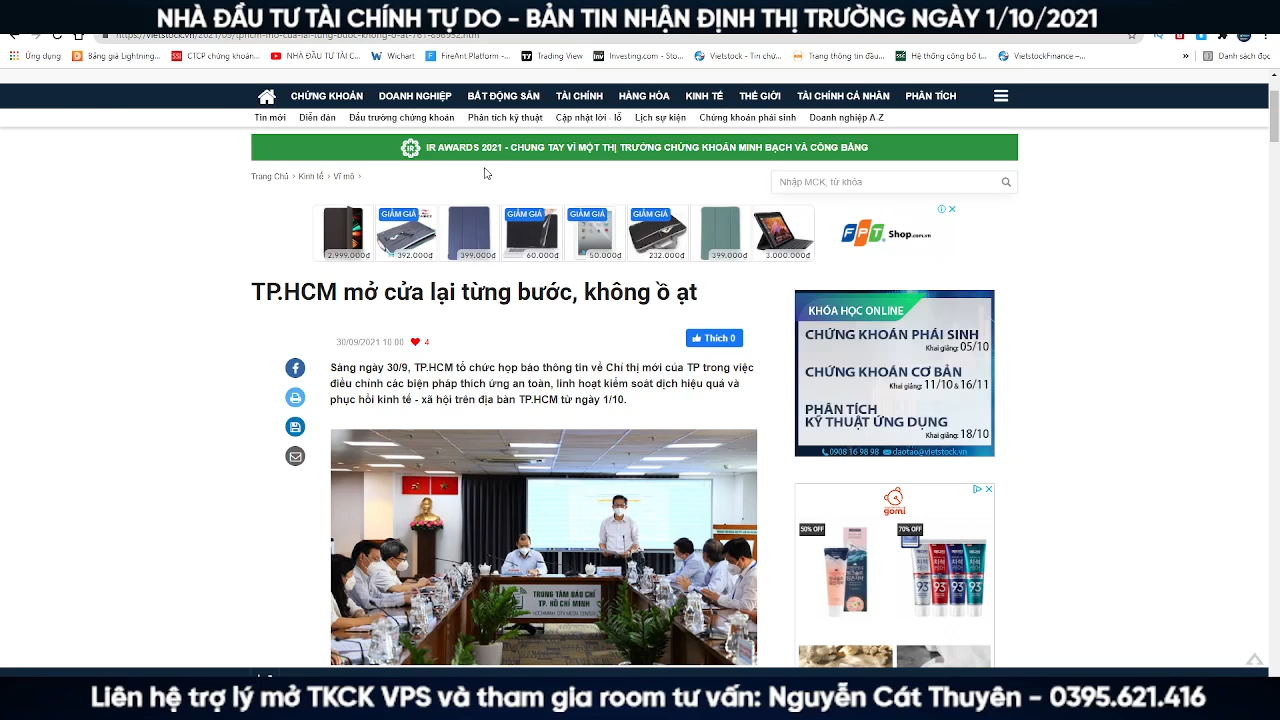 NHÀ ĐẦU TƯ TÀI CHÍNH TỰ DO - BẢN TIN NHẬN ĐỊNH THỊ TRƯỜNG NGÀY 1/10/2021
Ứng dụng
Bảng giá Lightning...
CTCP chứng khoán...
NHÀ ĐẦU TƯ TÀI C...
Wichart
FireAnt Platform -...
Trading View
Investing.com - Sto...
Vietstock - Tin chứ...
Trang thông tin đầu...
Hệ thống công bố t...
VietstockFinance –...
»
Danh sách đọc
CHỨNG KHOÁN DOANH NGHIỆP BẤT ĐỘNG SẢN TÀI CHÍNH HÀNG HÓA KINH TẾ THẾ GIỚI TÀI CHÍNH CÁ NHÂN PHÂN TÍCH
Tin mới Diễn đàn Đấu trường chứng khoán Phân tích kỹ thuật Cập nhật lời - lỗ Lịch sự kiện Chứng khoán phái sinh Doanh nghiệp A-Z
IR IR AWARDS 2021 - CHUNG TAY VÌ MỘT THỊ TRƯỜNG CHỨNG KHOÁN MINH BẠCH VÀ CÔNG BẰNG
Trang Chủ › Kinh tế › Vĩ mô ›
Nhập MCK, từ khóa
GIẢM GIÁ GIẢM GIÁ GIẢM GIÁ GIẢM GIÁ
2,999,000đ 392.000đ 399,000đ 60.000đ 50.000đ 232.000đ 399.000đ 3.000.000đ
FPT Shop.com.vn
TP.HCM mở cửa lại từng bước, không ồ ạt
30/09/2021 10:00 4
Thích 0
Sáng ngày 30/9, TP.HCM tổ chức họp báo thông tin về Chỉ thị mới của TP trong việc
điều chỉnh các biện pháp thích ứng an toàn, linh hoạt kiểm soát dịch hiệu quả và
phục hồi kinh tế - xã hội trên địa bàn TP.HCM từ ngày 1/10.
TRUNG TÂM BÁO CHÍ
TP. HỒ CHÍ MINH
HOCHIMINH CITY MEDIA CENTER
KHÓA HỌC ONLINE
CHỨNG KHOÁN PHÁI SINH
Khai giảng: 05/10
CHỨNG KHOÁN CƠ BẢN
Khai giảng: 11/10 & 16/11
PHÂN TÍCH
KỸ THUẬT ỨNG DỤNG
Khai giảng: 18/10
0908 16 98 98 daotao@vietstock.vn
gomi
50% OFF 70% OFF
93 93 93 93
Liên hệ trợ lý mở TKCK VPS và tham gia room tư vấn: Nguyễn Cát Thuyên - 0395.621.416